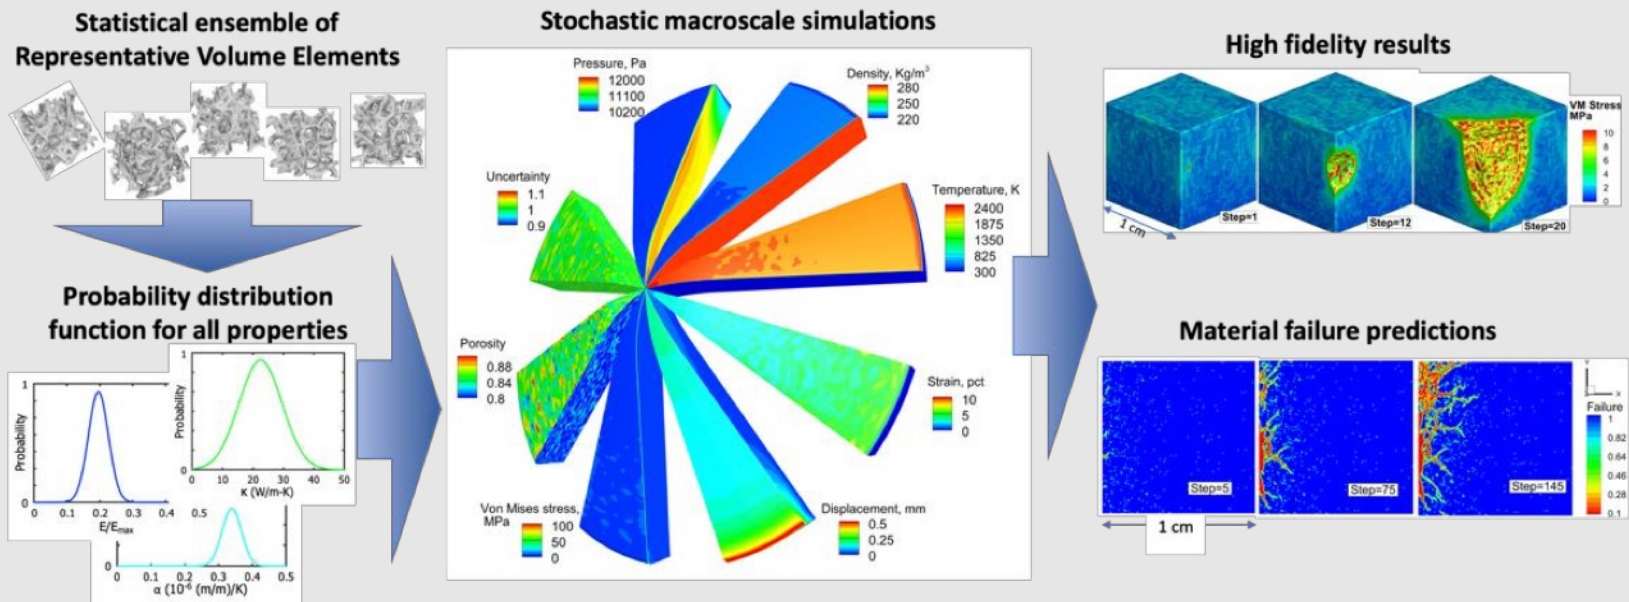 Statistical ensemble of
Representative Volume Elements
Probability distribution
function for all properties
Probability
1
0
0 0.1 0.2 0.3 0.4
E/Emax
Probability
1
0
0 10 20 30 40 50
κ (W/m-K)
0.5
0
0 0.1 0.2 0.3 0.4 0.5
α (10⁻⁶ (m/m)/K)
Stochastic macroscale simulations
Pressure, Pa
12000
11100
10200
Density, Kg/m³
280
250
220
Uncertainty
1.1
1
0.9
Temperature, K
2400
1875
1350
825
300
Porosity
0.88
0.84
0.8
Strain, pct
10
5
0
Von Mises stress,
MPa
100
50
0
Displacement, mm
0.5
0.25
0
High fidelity results
VM Stress
MPa
10
8
6
4
2
0
Step=1
Step=12
Step=20
1 cm
Material failure predictions
Y
X
Failure
1
0.82
0.64
0.46
0.28
0.1
Step=5
Step=75
Step=145
1 cm